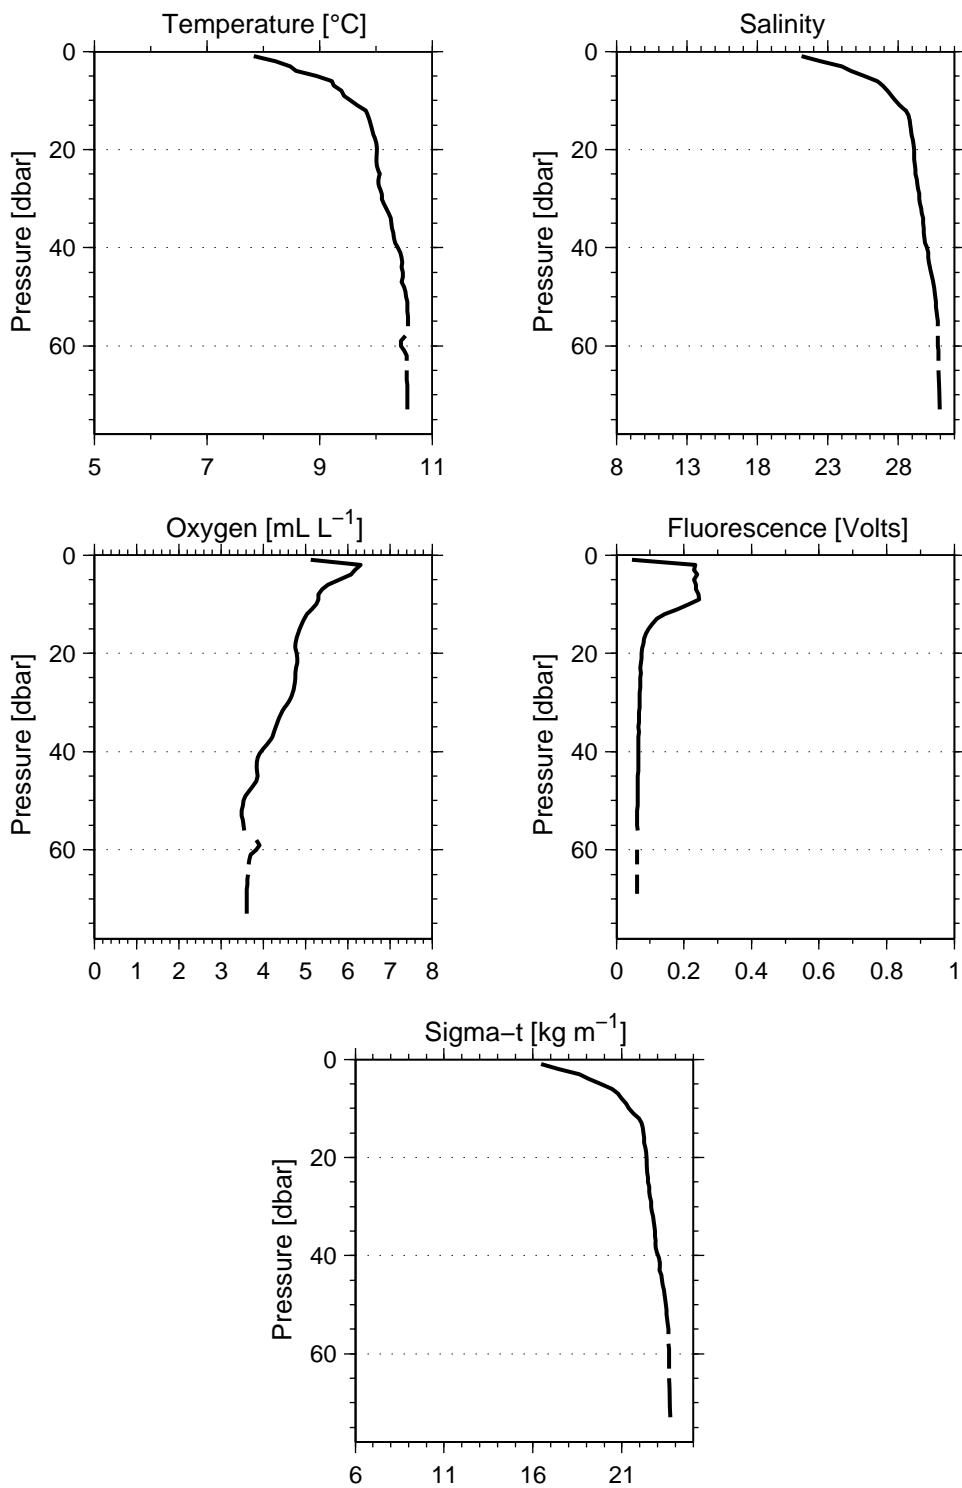 Temperature [°C]
0
20
40
60
Pressure [dbar]
5 7 9 11
Salinity
0
20
40
60
Pressure [dbar]
8 13 18 23 28
Oxygen [mL L⁻¹]
0
20
40
60
Pressure [dbar]
0 1 2 3 4 5 6 7 8
Fluorescence [Volts]
0
20
40
60
Pressure [dbar]
0 0.2 0.4 0.6 0.8 1
Sigma−t [kg m⁻¹]
0
20
40
60
Pressure [dbar]
6 11 16 21